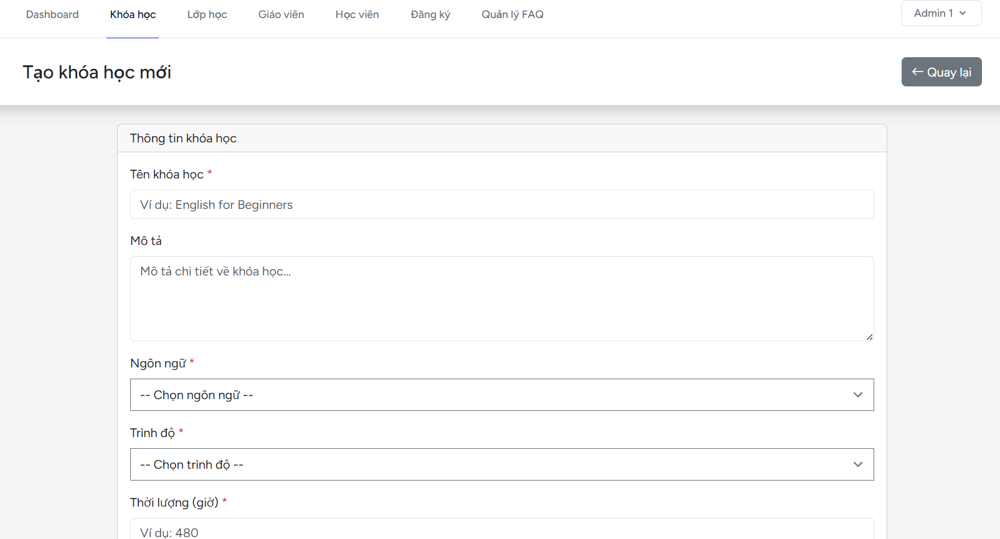 Dashboard Khóa học Lớp học Giáo viên Học viên Đăng ký Quản lý FAQ Admin 1
Tạo khóa học mới
← Quay lại
Thông tin khóa học
Tên khóa học *
Ví dụ: English for Beginners
Mô tả
Mô tả chi tiết về khóa học...
Ngôn ngữ *
-- Chọn ngôn ngữ --
Trình độ *
-- Chọn trình độ --
Thời lượng (giờ) *
Ví dụ: 480